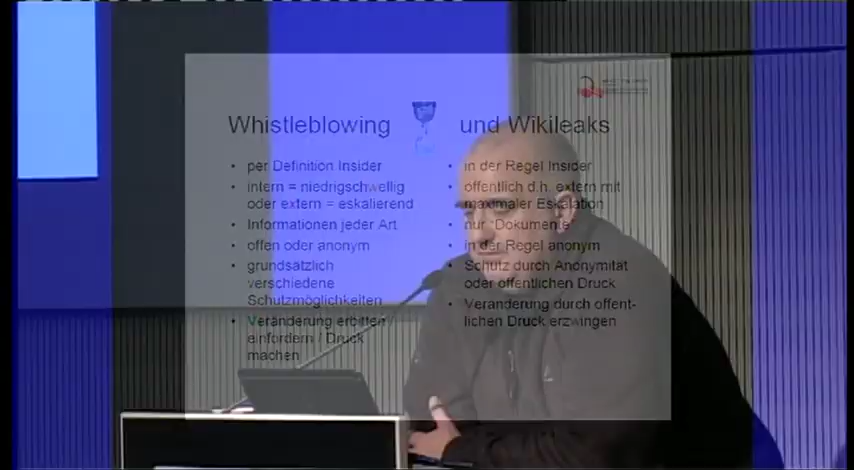 Whistleblowing und Wikileaks
• per Definition Insider
• intern = niedrigschwellig
oder extern = eskalierend
• Informationen jeder Art
• offen oder anonym
• grundsätzlich
verschiedene
Schutzmöglichkeiten
• Veränderung erbitten /
einfordern / Druck
machen
• in der Regel Insider
• öffentlich d.h. extern mit
maximaler Eskalation
• nur "Dokumente"
• in der Regel anonym
• Schutz durch Anonymität
oder öffentlichen Druck
• Veränderung durch öffent-
lichen Druck erzwingen